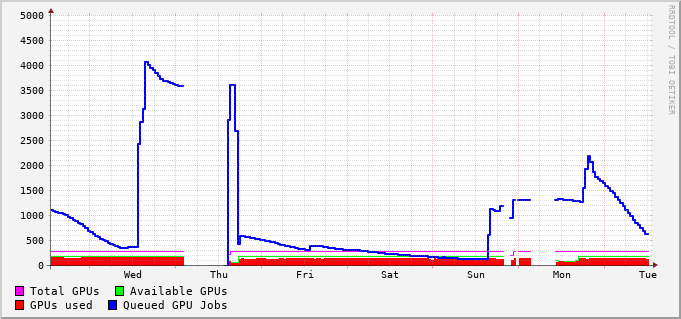 5000
4500
4000
3500
3000
2500
2000
1500
1000
500
0
Wed Thu Fri Sat Sun Mon Tue
Total GPUs Available GPUs
GPUs used Queued GPU Jobs
RRDTOOL / TOBI OETIKER